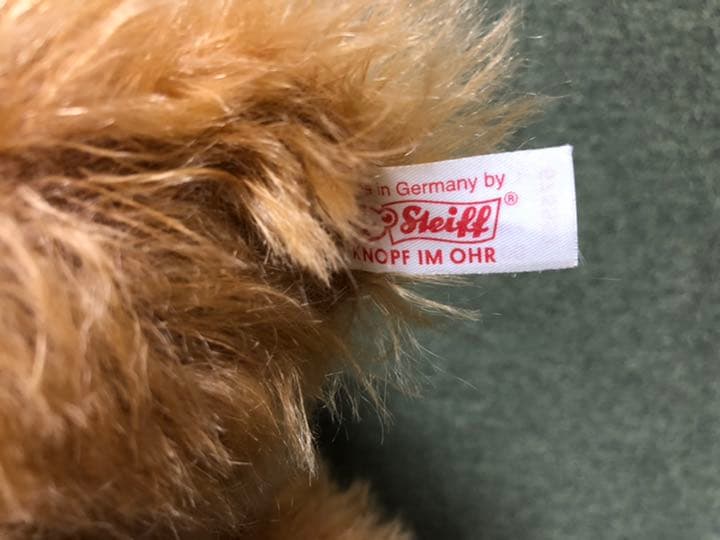 in Germany by
Steiff®
KNOPF IM OHR